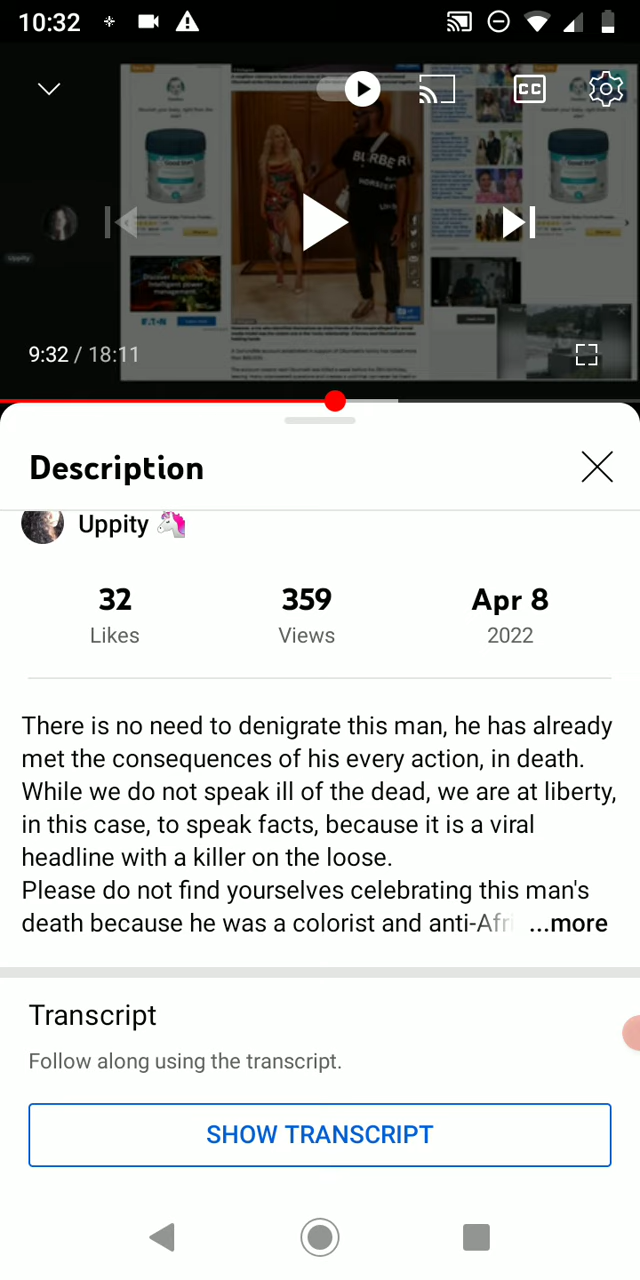 10:32
CC
BURBERRY
9:32 / 18:11
Description
Uppity
32
359
Apr 8
Likes
Views
2022
There is no need to denigrate this man, he has already
met the consequences of his every action, in death.
While we do not speak ill of the dead, we are at liberty,
in this case, to speak facts, because it is a viral
headline with a killer on the loose.
Please do not find yourselves celebrating this man's
death because he was a colorist and anti-Afri ...more
Transcript
Follow along using the transcript.
SHOW TRANSCRIPT